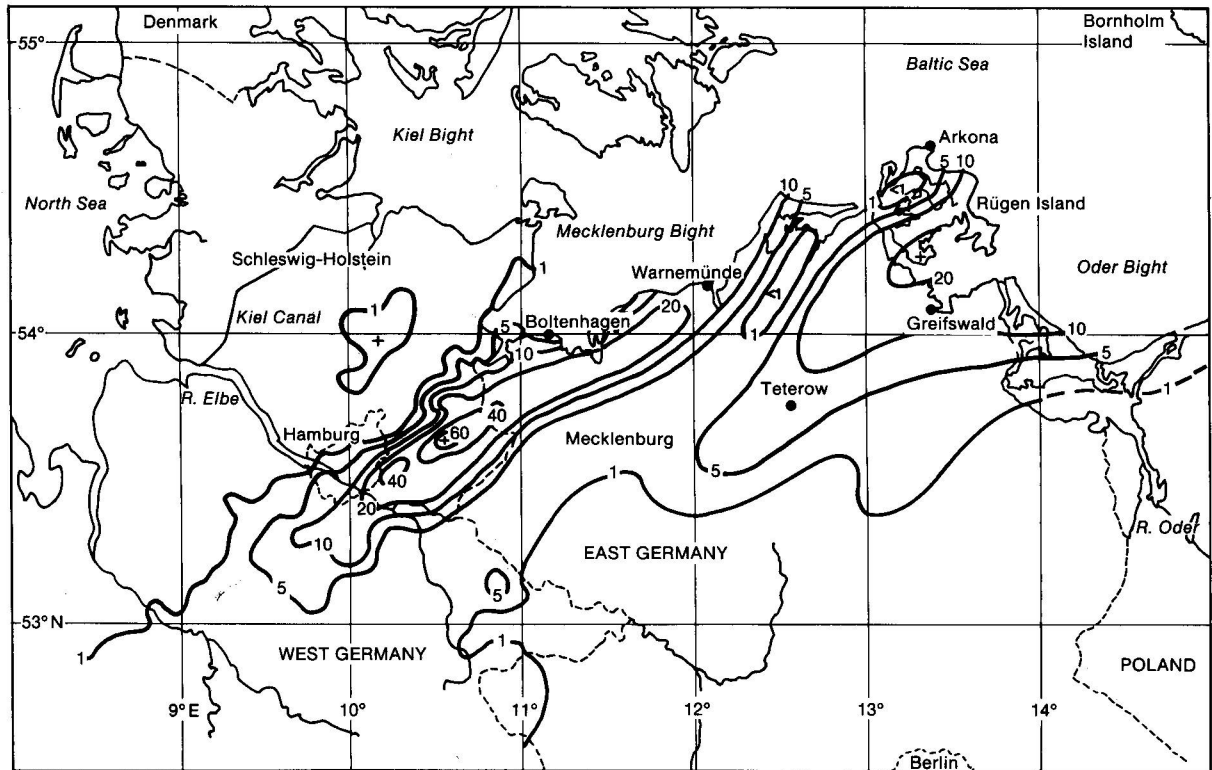 Denmark
Bornholm
Island
55°
Baltic Sea
Kiel Bight
Arkona
5 10
10
5
<1
1
North Sea
Rügen Island
Mecklenburg Bight
Schleswig-Holstein
1
Warnemünde
20
Oder Bight
1
<1
20
Kiel Canal
5
Boltenhagen
54°
1
Greifswald
10
10
5
1
R. Elbe
Teterow
40
Hamburg
60
Mecklenburg
40
5
1
20
R. Oder
10
EAST GERMANY
5
5
53° N
1
1
WEST GERMANY
POLAND
9° E
10°
11°
12°
13°
14°
Berlin